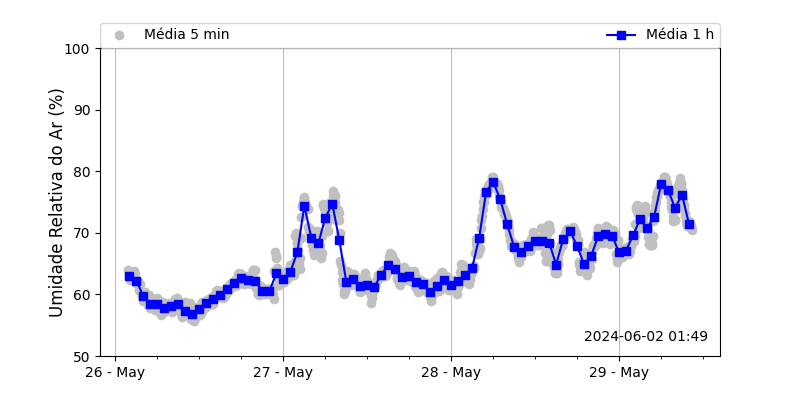 Média 5 min
Média 1 h
Umidade Relativa do Ar (%)
100
90
80
70
60
50
2024-06-02 01:49
26 - May
27 - May
28 - May
29 - May